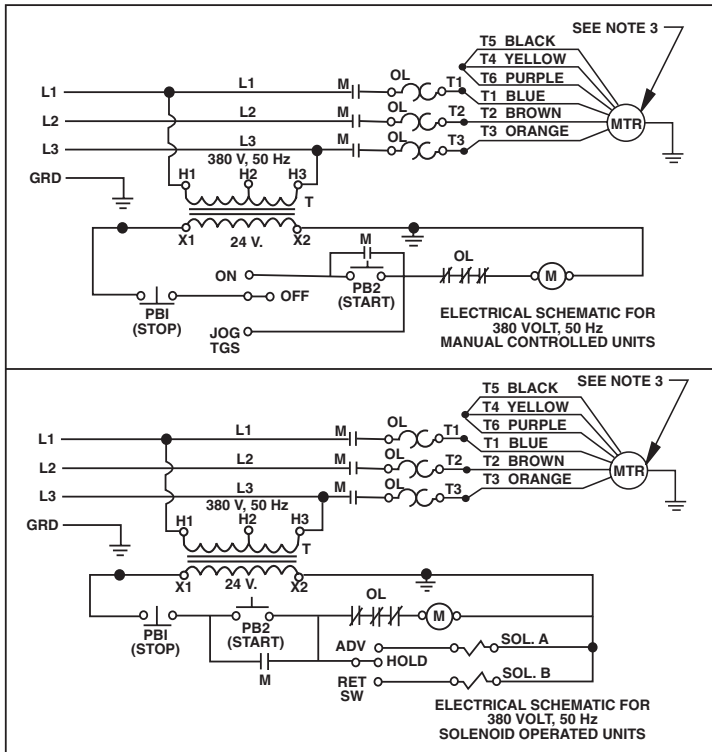 SEE NOTE 3
T5 BLACK
T4 YELLOW
T6 PURPLE
T1 BLUE
T2 BROWN
T3 ORANGE
MTR
L1 L1 M OL T1
L2 L2 M OL T2
L3 L3 M OL T3
380 V, 50 Hz
GRD H1 H2 H3
T
X1 24 V. X2
M
ON OL
PB2 M
(START)
OFF
PBI
(STOP)
JOG
TGS
ELECTRICAL SCHEMATIC FOR
380 VOLT, 50 Hz
MANUAL CONTROLLED UNITS
SEE NOTE 3
T5 BLACK
T4 YELLOW
T6 PURPLE
T1 BLUE
T2 BROWN
T3 ORANGE
MTR
L1 L1 M OL T1
L2 L2 M OL T2
L3 L3 M OL T3
380 V, 50 Hz
GRD H1 H2 H3
T
X1 24 V. X2
OL
PBI PB2 M
(STOP) (START)
M
ADV SOL. A
HOLD
RET SOL. B
SW
ELECTRICAL SCHEMATIC FOR
380 VOLT, 50 Hz
SOLENOID OPERATED UNITS